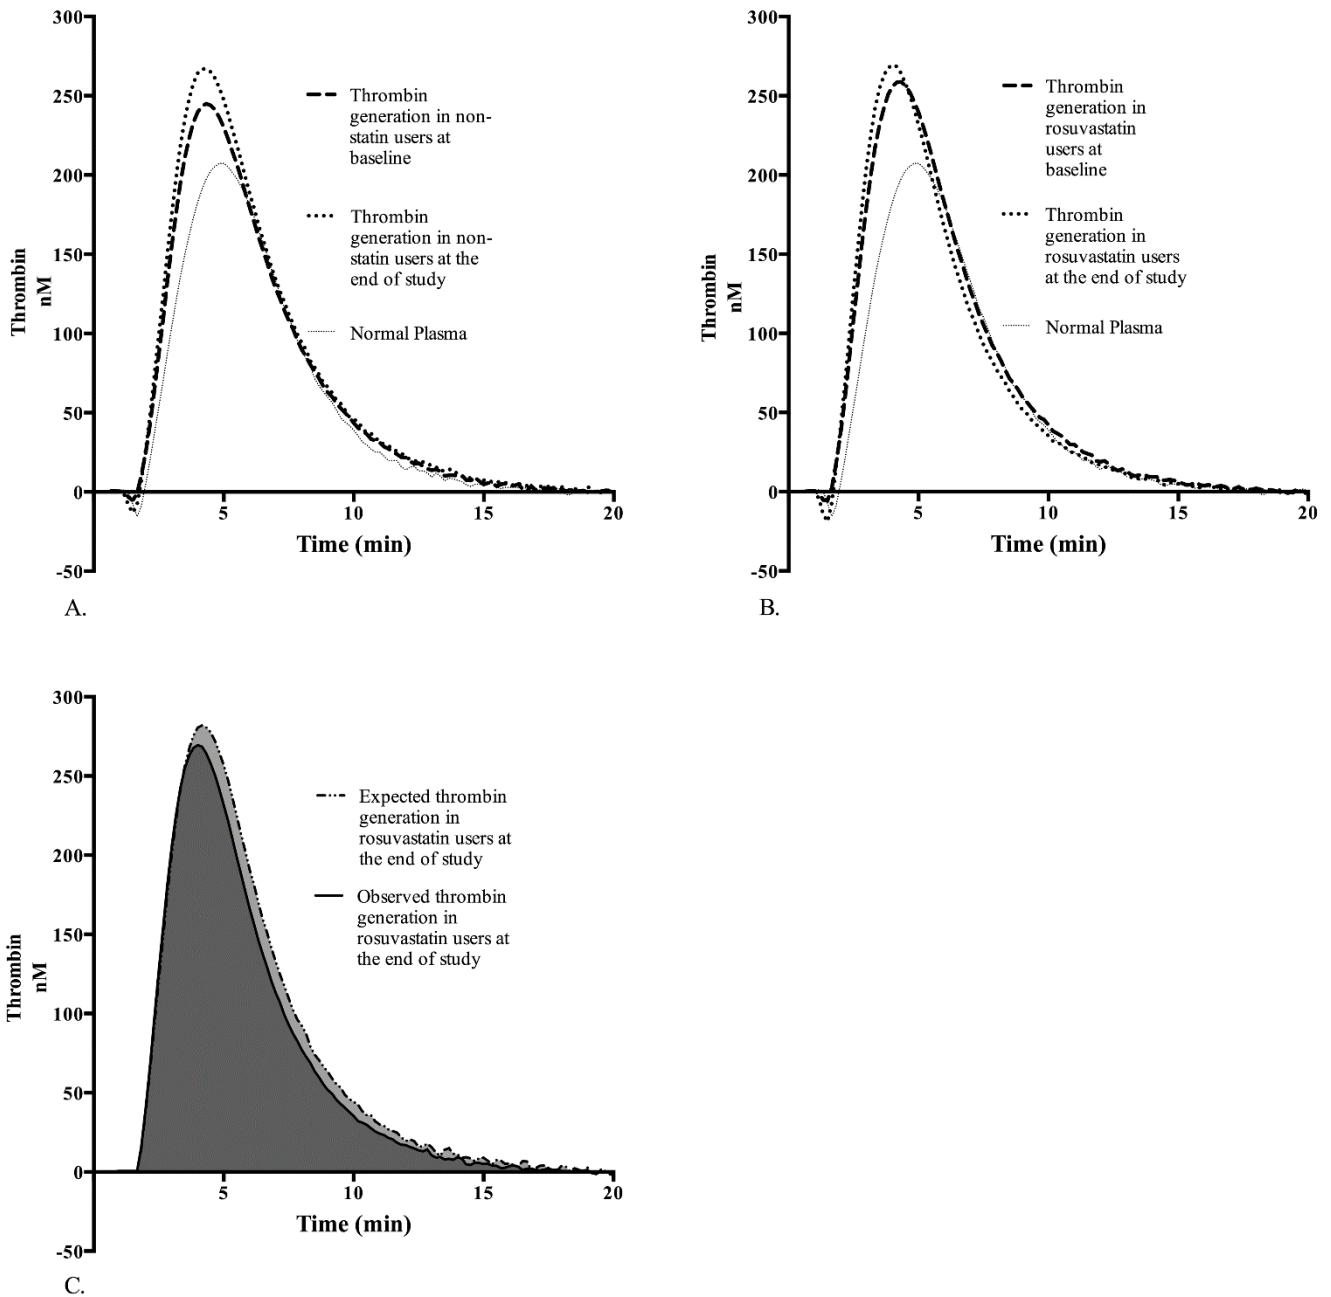 300
250
200
150
100
50
0
-50
Thrombin
nM
5
10
15
20
Time (min)
Thrombin
generation in non-
statin users at
baseline
Thrombin
generation in non-
statin users at the
end of study
Normal Plasma
A.
300
250
200
150
100
50
0
-50
Thrombin
nM
5
10
15
20
Time (min)
Thrombin
generation in
rosuvastatin
users at
baseline
Thrombin
generation in
rosuvastatin users
at the end of study
Normal Plasma
B.
300
250
200
150
100
50
0
-50
Thrombin
nM
5
10
15
20
Time (min)
Expected thrombin
generation in
rosuvastatin users at
the end of study
Observed thrombin
generation in
rosuvastatin users at
the end of study
C.